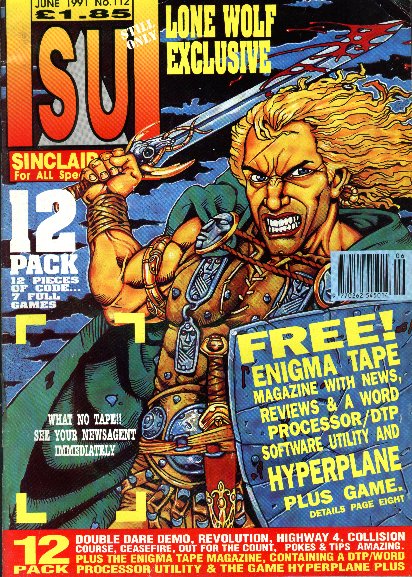 JUNE 1991 No.112
£1.85
STILL
ONLY
LONE WOLF
EXCLUSIVE
SU
SINCLAIR
For ALL Spec
12
PACK
12 PIECES
OF CODE...
7 FULL
GAMES
06
FREE!
ENIGMA TAPE
MAGAZINE WITH NEWS,
REVIEWS & A WORD
PROCESSOR/DTP
SOFTWARE UTILITY AND
HYPERPLANE
PLUS GAME.
DETAILS PAGE EIGHT
WHAT NO TAPE!!
SEE YOUR NEWSAGENT
IMMEDIATELY
12
PACK
DOUBLE DARE DEMO, REVOLUTION, HIGHWAY 4, COLLISION
COURSE, CEASEFIRE, OUT FOR THE COUNT, POKES & TIPS AMAZING.
PLUS THE ENIGMA TAPE MAGAZINE, CONTAINING A DTP/WORD
PROCESSOR UTILITY & THE GAME HYPERPLANE PLUS